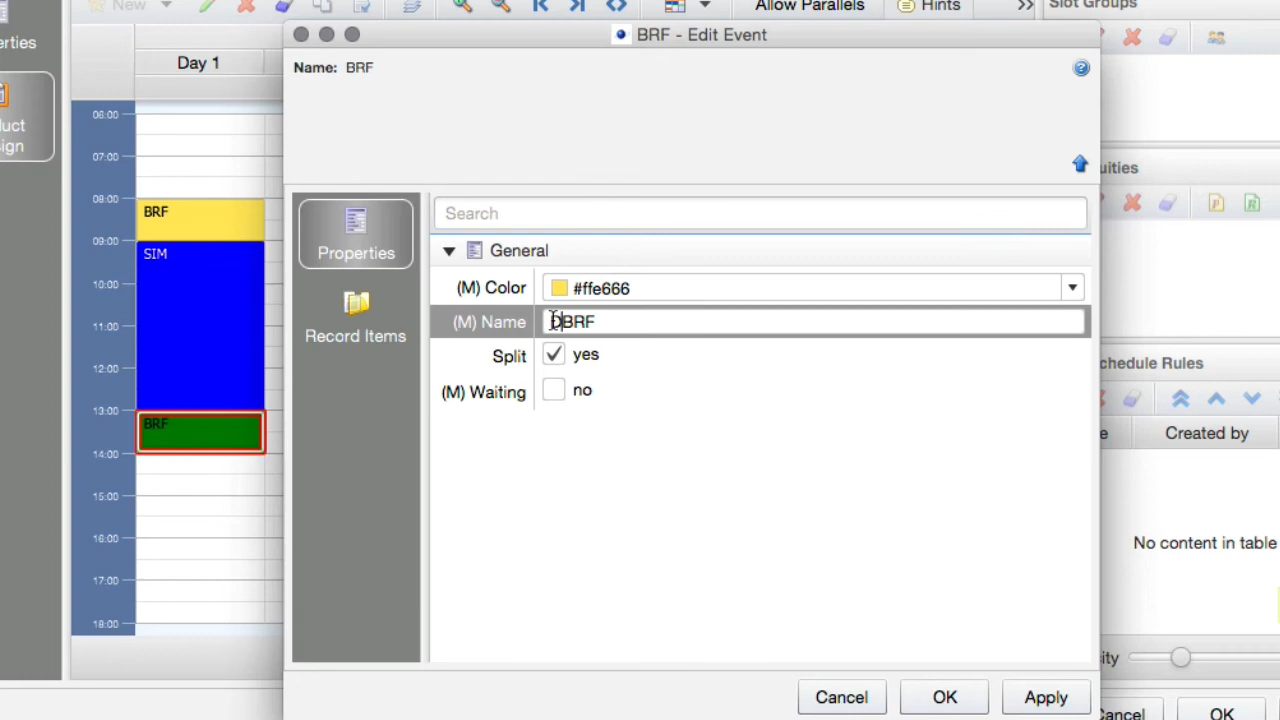 New
Allow Parallels
Hints
Slot Groups
erties
Day 1
BRF - Edit Event
Name: BRF
uct
ign
06:00
07:00
08:00
09:00
10:00
11:00
12:00
13:00
14:00
15:00
16:00
17:00
18:00
BRF
SIM
BRF
Properties
Record Items
Search
General
(M) Color
#ffe666
(M) Name
DBRF
Split
yes
(M) Waiting
no
Cancel
OK
Apply
uities
chedule Rules
e
Created by
No content in table
ity
ancel
OK